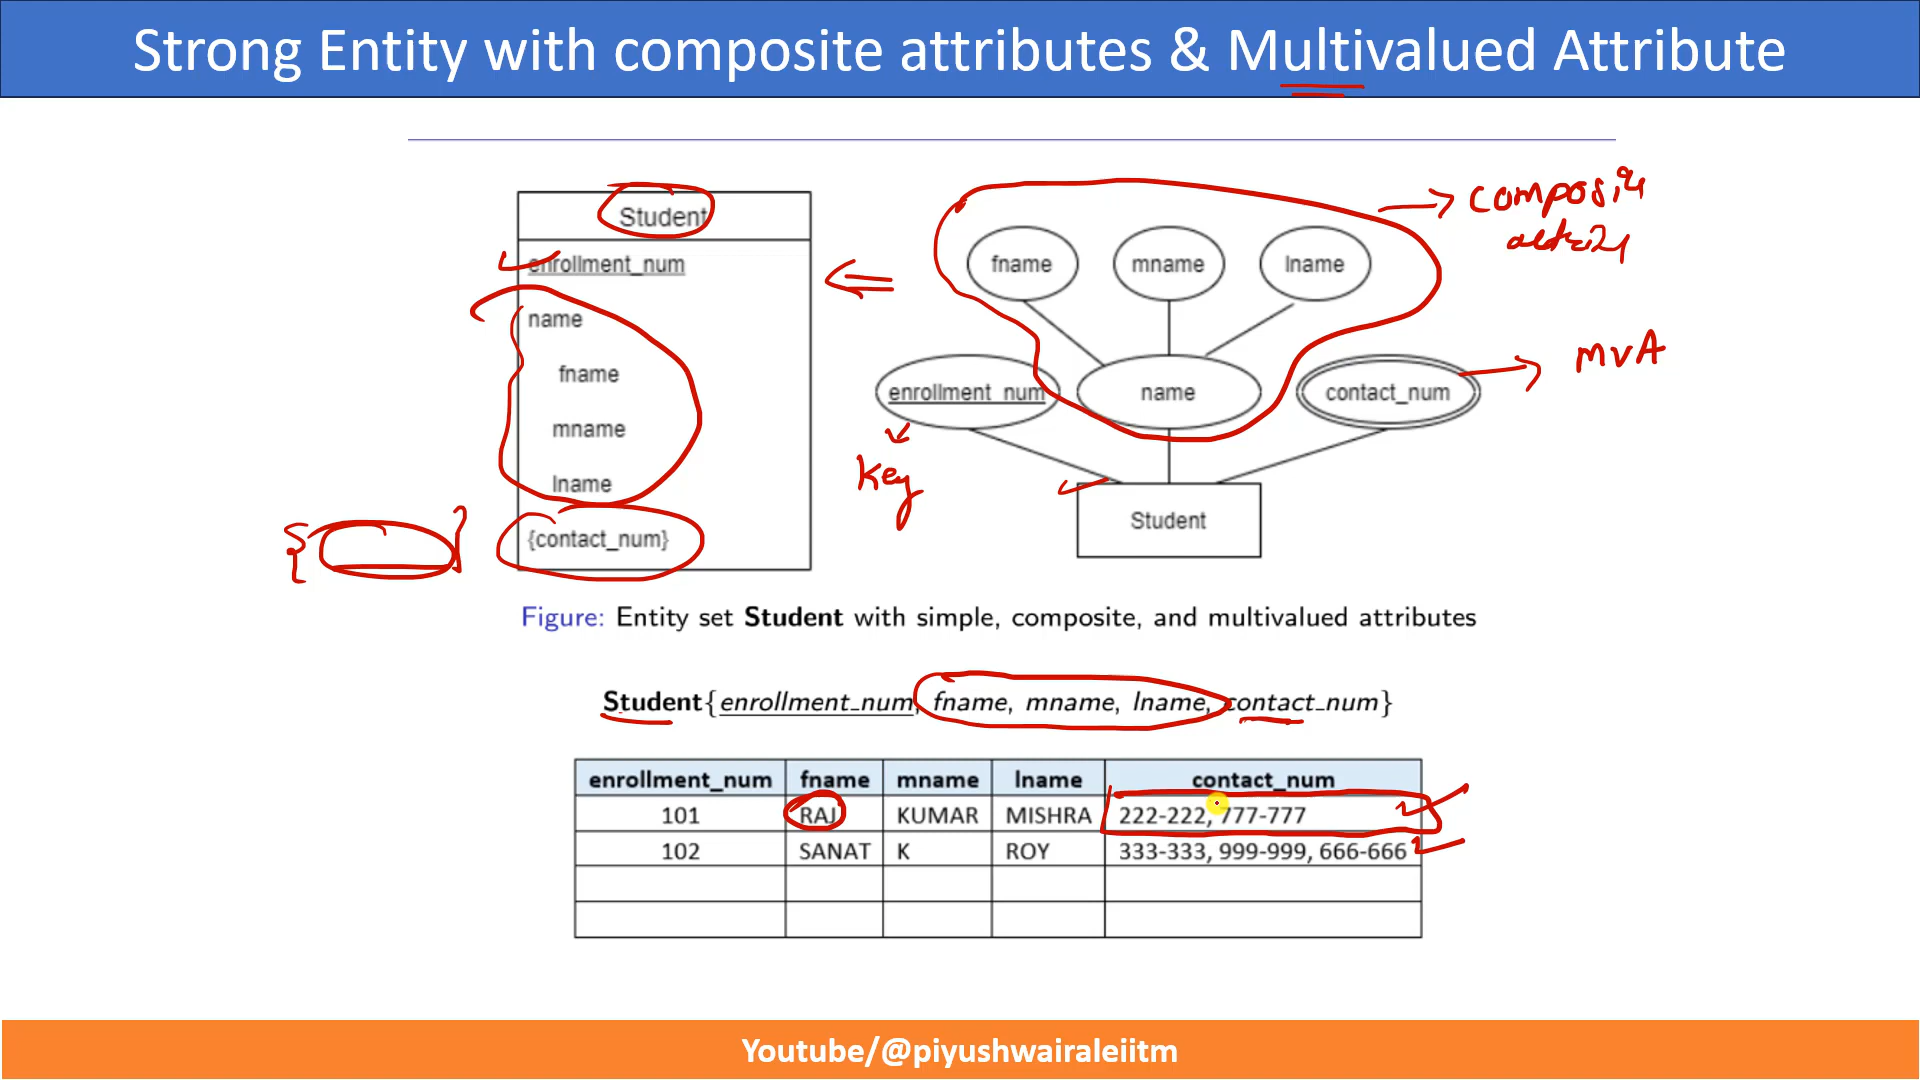 Strong Entity with composite attributes & Multivalued Attribute
Student
enrollment_num
name
fname
mname
lname
{contact_num}
fname
mname
lname
enrollment_num
name
contact_num
Student
MVA
Key
Figure: Entity set Student with simple, composite, and multivalued attributes
Student{enrollment_num, fname, mname, lname, contact_num}
enrollment_num fname mname lname contact_num
101 RAJ KUMAR MISHRA 222-222, 777-777
102 SANAT K ROY 333-333, 999-999, 666-666
Youtube/@piyushwairaleiitm